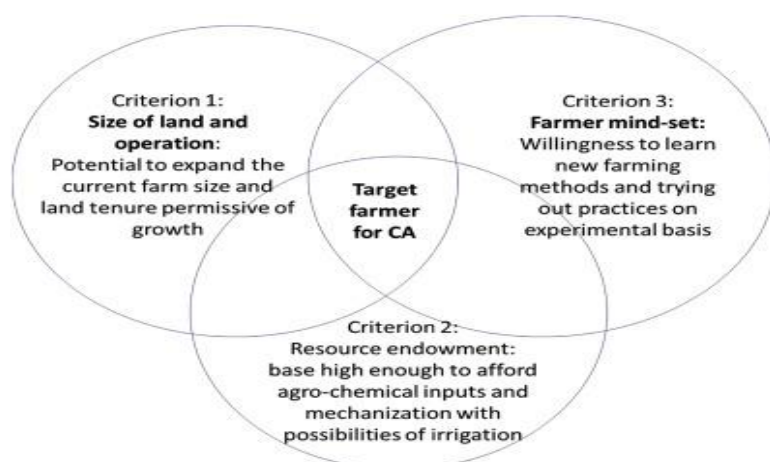 Criterion 1:
Size of land and
operation:
Potential to expand the
current farm size and
land tenure permissive of
growth
Criterion 3:
Farmer mind-set:
Willingness to learn
new farming
methods and trying
out practices on
experimental basis
Target
farmer
for CA
Criterion 2:
Resource endowment:
base high enough to afford
agro-chemical inputs and
mechanization with
possibilities of irrigation